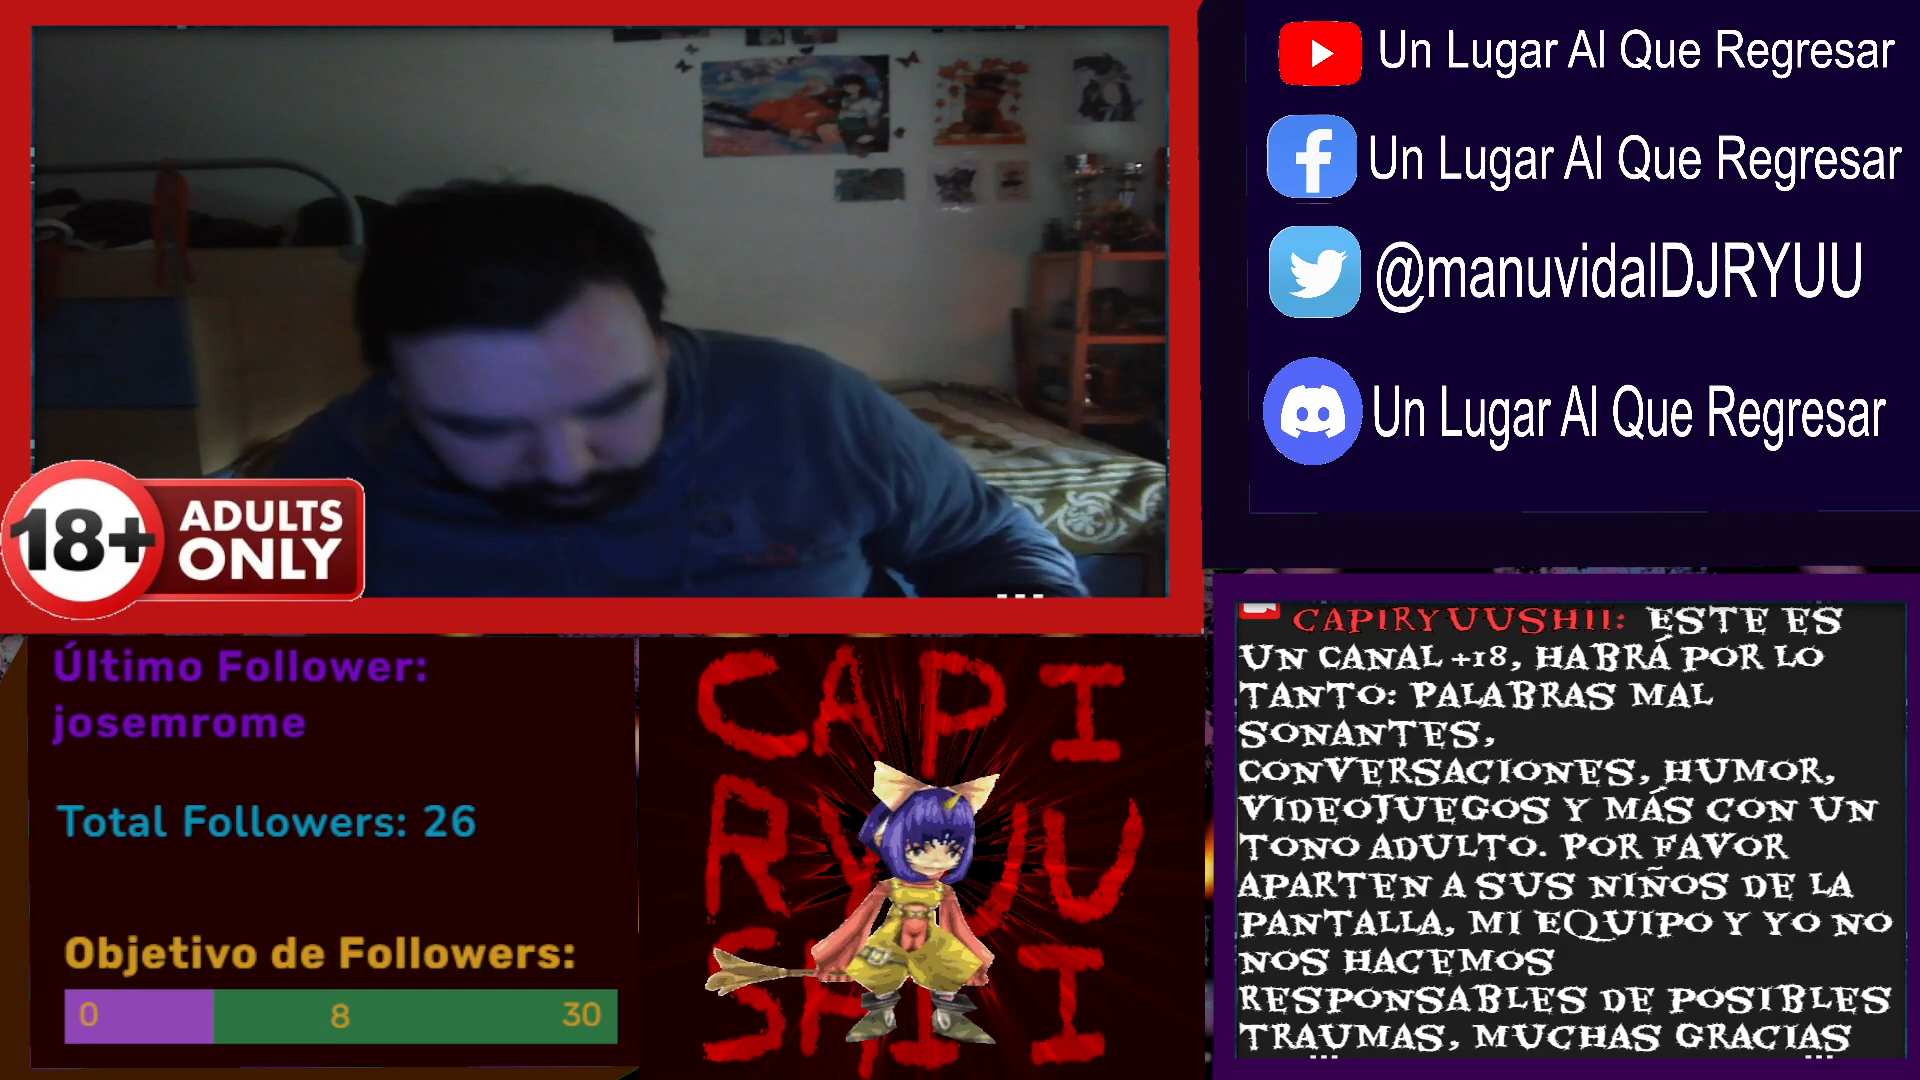 Un Lugar Al Que Regresar
Un Lugar Al Que Regresar
@manuvidalDJRYUU
Un Lugar Al Que Regresar
18+
ADULTS
ONLY
Último Follower:
josemrome
Total Followers: 26
Objetivo de Followers:
0 8 30
CAPI
RYUU
SHII
CAPIRYUUSHII: ESTE ES
UN CANAL +18, HABRÁ POR LO
TANTO: PALABRAS MAL
SONANTES,
CONVERSACIONES, HUMOR,
VIDEOJUEGOS Y MÁS CON UN
TONO ADULTO. POR FAVOR
APARTEN A SUS NIÑOS DE LA
PANTALLA, MI EQUIPO Y YO NO
NOS HACEMOS
RESPONSABLES DE POSIBLES
TRAUMAS, MUCHAS GRACIAS